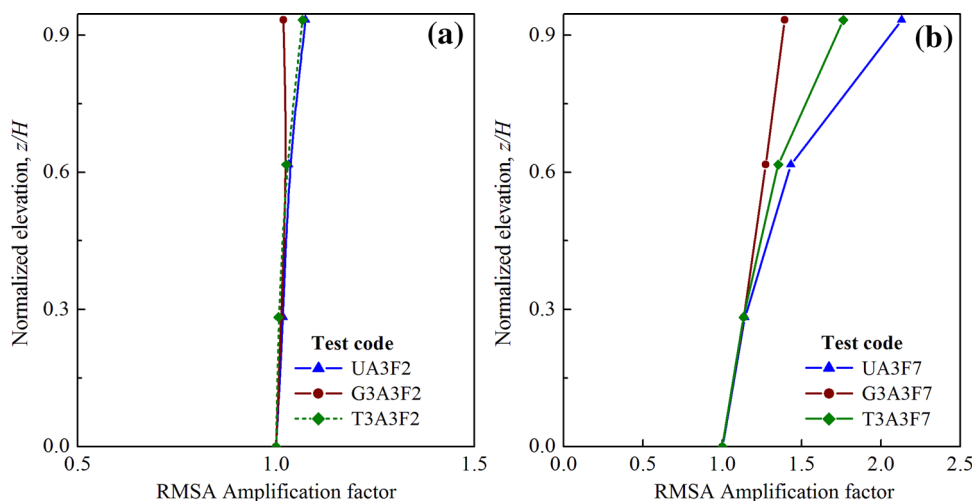 (a)
0.9
0.6
0.3
0.0
Normalized elevation, z/H
Test code
UA3F2
G3A3F2
T3A3F2
0.5
1.0
1.5
RMSA Amplification factor
(b)
0.9
0.6
0.3
0.0
Normalized elevation, z/H
Test code
UA3F7
G3A3F7
T3A3F7
0.0
0.5
1.0
1.5
2.0
2.5
RMSA Amplification factor